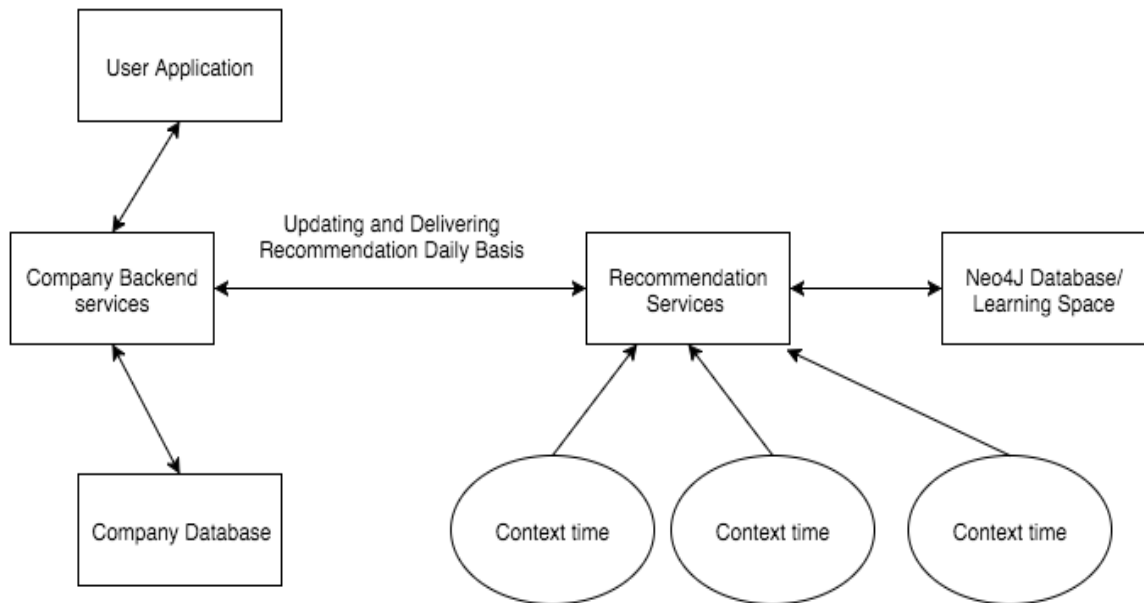 User Application
Updating and Delivering
Recommendation Daily Basis
Company Backend
services
Recommendation
Services
Neo4J Database/
Learning Space
Company Database
Context time
Context time
Context time